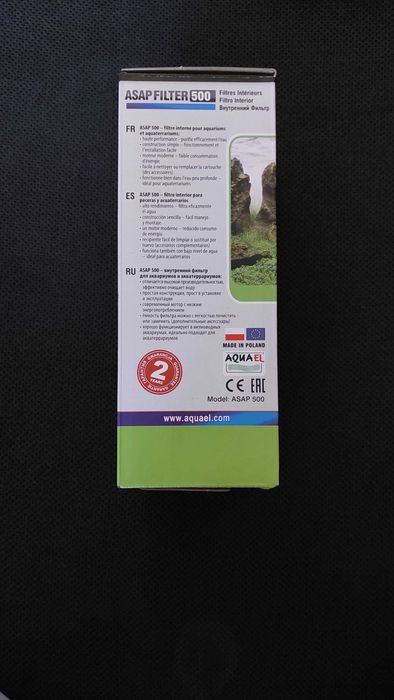 ASAP FILTER 500
Filtres Intérieurs
Filtro Interior
Внутренний Фильтр
FR
ASAP 500 – filtre interne pour aquariums
et aquaterrariums:
• haute performance – purifie efficacement l'eau
• construction simple – fonctionnement et
l'installation facile
• moteur moderne – faible consommation
d'énergie
• facile à nettoyer ou remplacer la cartouche
(des accessoires)
• fonctionne bien dans l'eau peu profonde –
idéal pour aquaterrariums
ES
ASAP 500 – filtro interior para
peceras y acuaterrarios
• alto rendimiento – filtra eficazmente
el agua
• construcción sencilla – fácil manejo
y montaje
• un motor moderno – reducido consumo
de energía
• recipiente fácil de limpiar o sustituir por
nuevo (accesorios complementarios)
• funciona también con bajo nivel de agua
– ideal para acuaterrarios
RU
ASAP 500 – внутренний фильтр
для аквариумов и акватеррариумов:
• отличается высокой производительностью,
эффективно очищает воду
• простая конструкция, прост в установке
и эксплуатации
• современный мотор с низким
энергопотреблением
• ёмкость фильтра можно с легкостью почистить
или заменить (дополнительные аксессуары)
• хорошо функционирует в мелководных
аквариумах, идеально подходит для
акватеррариумов
MADE IN POLAND
AQUAEL
2
YEARS
CE EAC
Model: ASAP 500
www.aquael.com